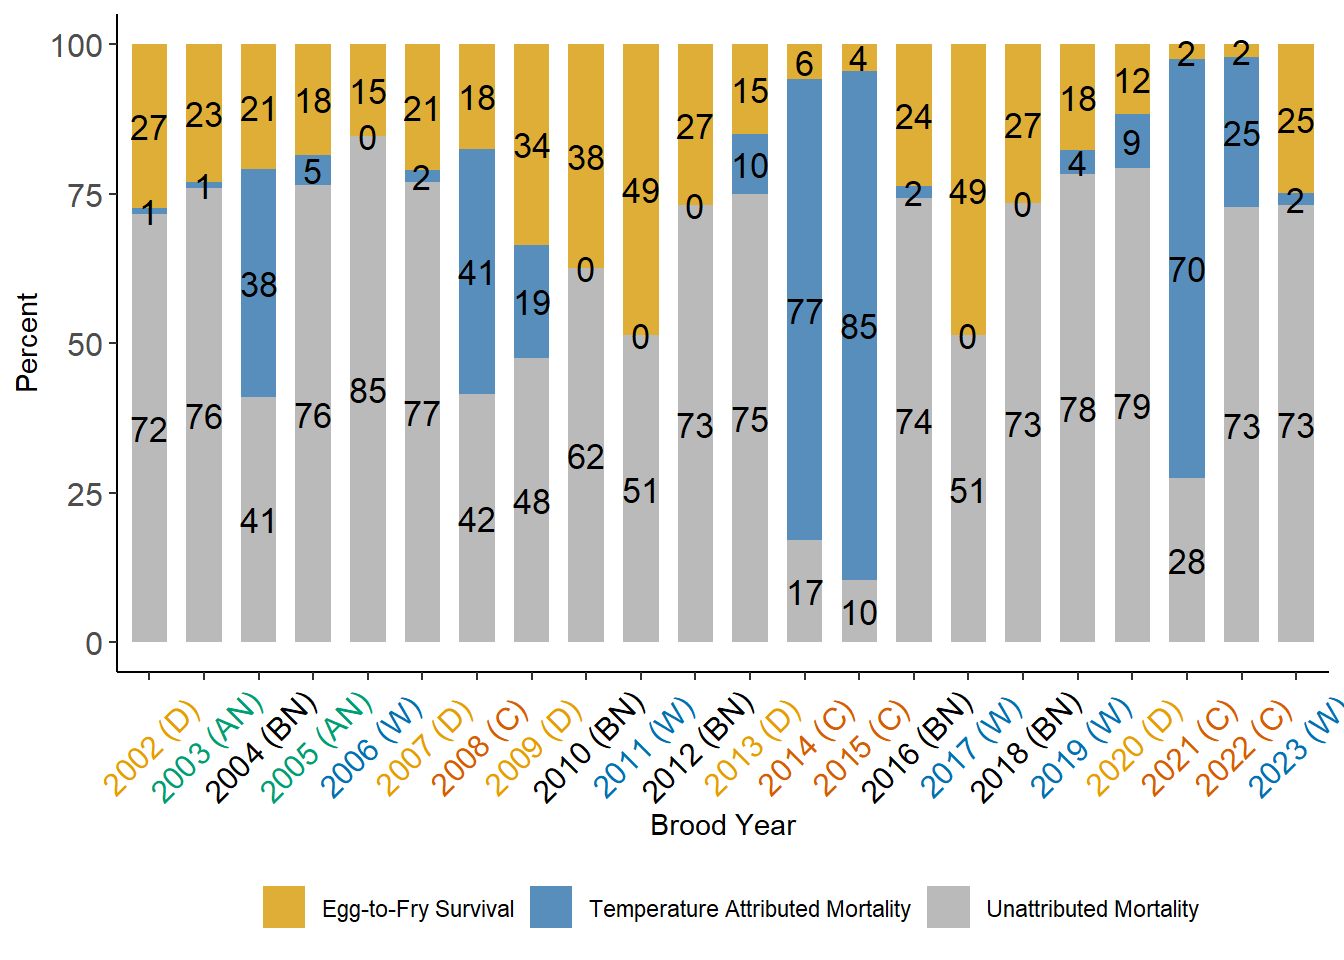 100
75
50
25
0
Percent
27 1 72
23 1 76
21 38 41
18 5 76
15 0 85
21 2 77
18 41 42
34 19 48
38 0 62
49 0 51
27 0 73
15 10 75
6 77 17
4 85 10
24 2 74
49 0 51
27 0 73
18 4 78
12 9 79
2 70 28
2 25 73
25 2 73
2002 (D)
2003 (AN)
2004 (BN)
2005 (AN)
2006 (W)
2007 (D)
2008 (C)
2009 (D)
2010 (BN)
2011 (W)
2012 (BN)
2013 (D)
2014 (C)
2015 (C)
2016 (BN)
2017 (W)
2018 (BN)
2019 (W)
2020 (D)
2021 (C)
2022 (C)
2023 (W)
Brood Year
Egg-to-Fry Survival Temperature Attributed Mortality Unattributed Mortality